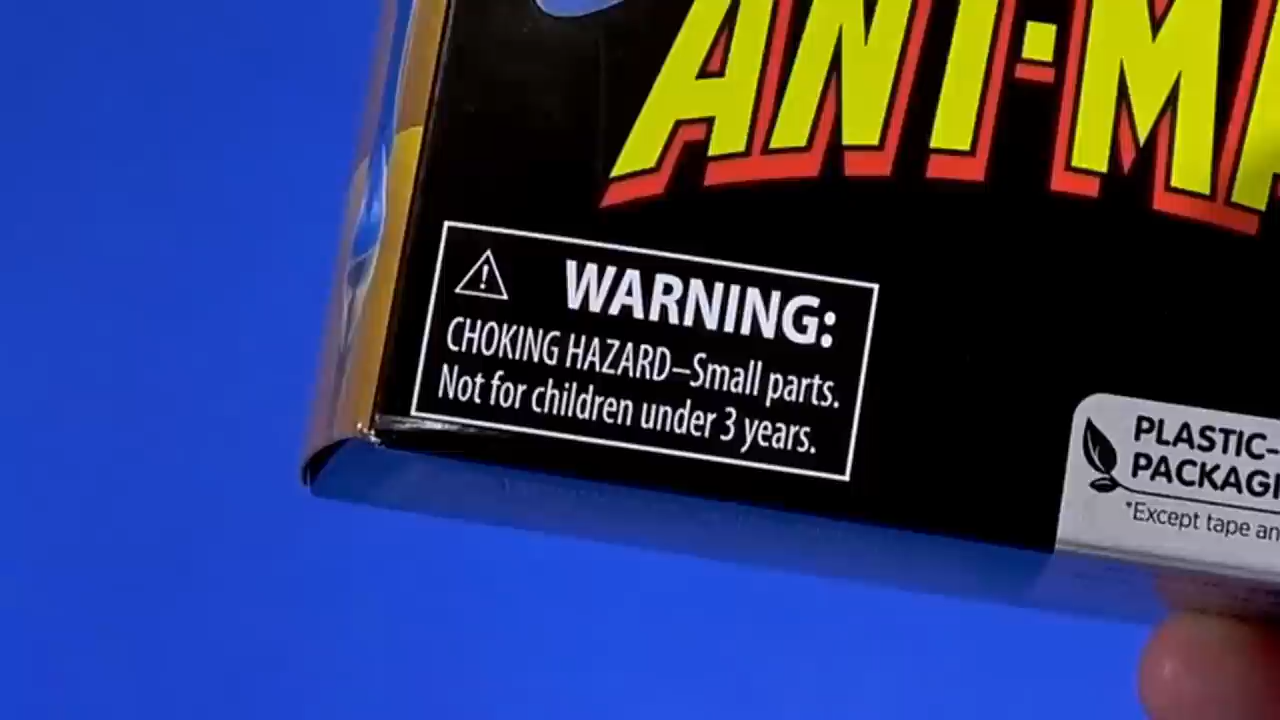 ANT-MA
WARNING:
CHOKING HAZARD–Small parts.
Not for children under 3 years.
PLASTIC-
PACKAGI
*Except tape an